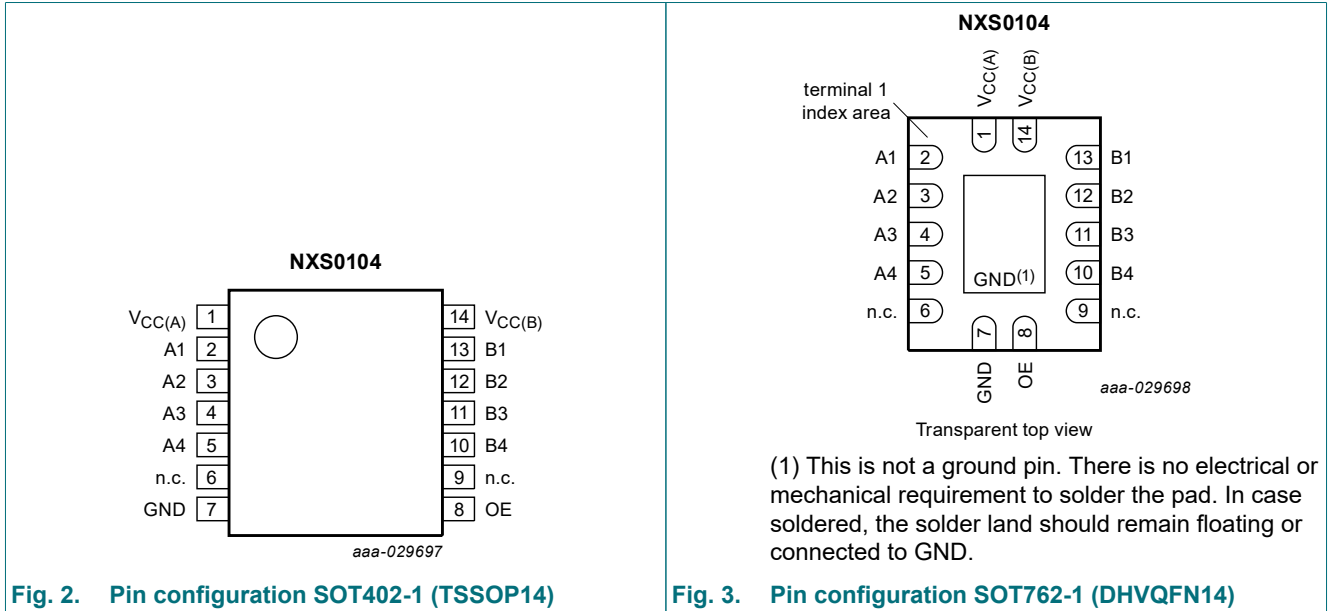 NXS0104
VCC(A) 1
A1 2
A2 3
A3 4
A4 5
n.c. 6
GND 7
14 VCC(B)
13 B1
12 B2
11 B3
10 B4
9 n.c.
8 OE
aaa-029697
Fig. 2. Pin configuration SOT402-1 (TSSOP14)
NXS0104
terminal 1
index area
VCC(A)
VCC(B)
1
14
A1 2
A2 3
A3 4
A4 5
n.c. 6
13 B1
12 B2
11 B3
10 B4
9 n.c.
GND(1)
7
8
GND
OE
aaa-029698
Transparent top view
(1) This is not a ground pin. There is no electrical or
mechanical requirement to solder the pad. In case
soldered, the solder land should remain floating or
connected to GND.
Fig. 3. Pin configuration SOT762-1 (DHVQFN14)